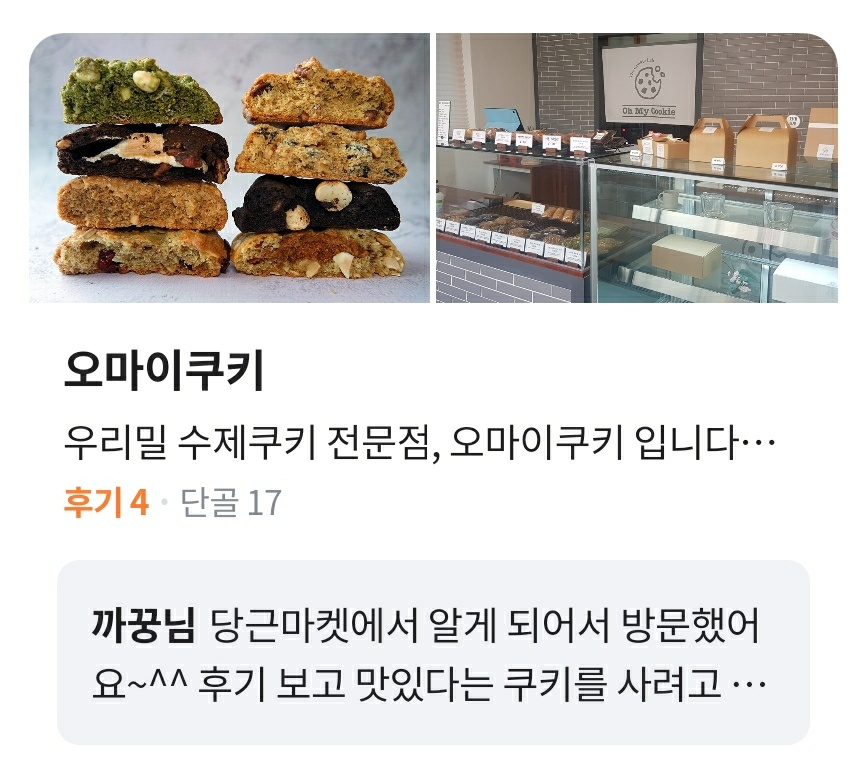 Oh My Cookie
오마이쿠키
우리밀 수제쿠키 전문점, 오마이쿠키 입니다…
후기 4 · 단골 17
까꿍님 당근마켓에서 알게 되어서 방문했어
요~^^ 후기 보고 맛있다는 쿠키를 사려고 …